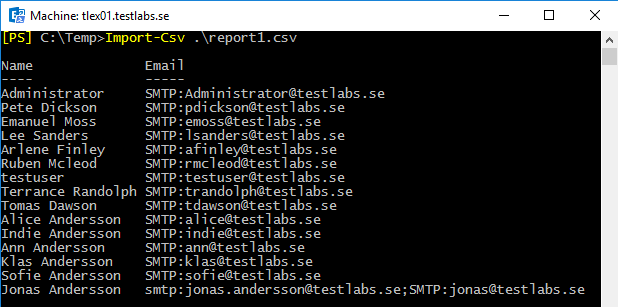 Machine: tlex01.testlabs.se
[PS] C:\Temp>Import-Csv .\report1.csv
Name Email
---- -----
Administrator SMTP:Administrator@testlabs.se
Pete Dickson SMTP:pdickson@testlabs.se
Emanuel Moss SMTP:emoss@testlabs.se
Lee Sanders SMTP:lsanders@testlabs.se
Arlene Finley SMTP:afinley@testlabs.se
Ruben Mcleod SMTP:rmcleod@testlabs.se
testuser SMTP:testuser@testlabs.se
Terrance Randolph SMTP:trandolph@testlabs.se
Tomas Dawson SMTP:tdawson@testlabs.se
Alice Andersson SMTP:alice@testlabs.se
Indie Andersson SMTP:indie@testlabs.se
Ann Andersson SMTP:ann@testlabs.se
Klas Andersson SMTP:klas@testlabs.se
Sofie Andersson SMTP:sofie@testlabs.se
Jonas Andersson smtp:jonas.andersson@testlabs.se;SMTP:jonas@testlabs.se